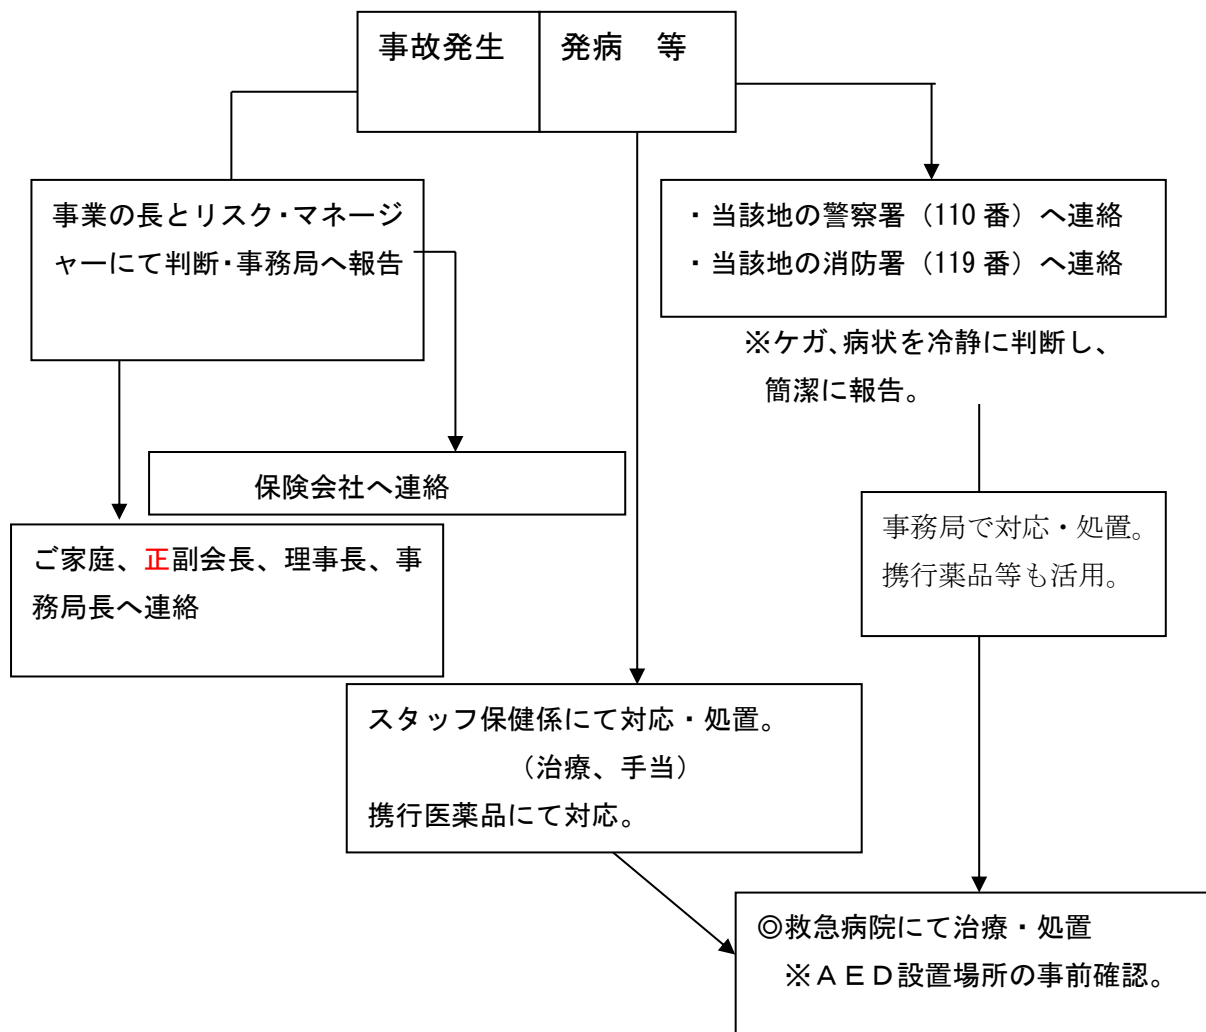 事故発生
発病　等
事業の長とリスク・マネージ
ャーにて判断・事務局へ報告
・当該地の警察署（110 番）へ連絡
・当該地の消防署（119 番）へ連絡
※ケガ、病状を冷静に判断し、
簡潔に報告。
保険会社へ連絡
ご家庭、正副会長、理事長、事
務局長へ連絡
事務局で対応・処置。
携行薬品等も活用。
スタッフ保健係にて対応・処置。
（治療、手当）
携行医薬品にて対応。
◎救急病院にて治療・処置
※ＡＥＤ設置場所の事前確認。